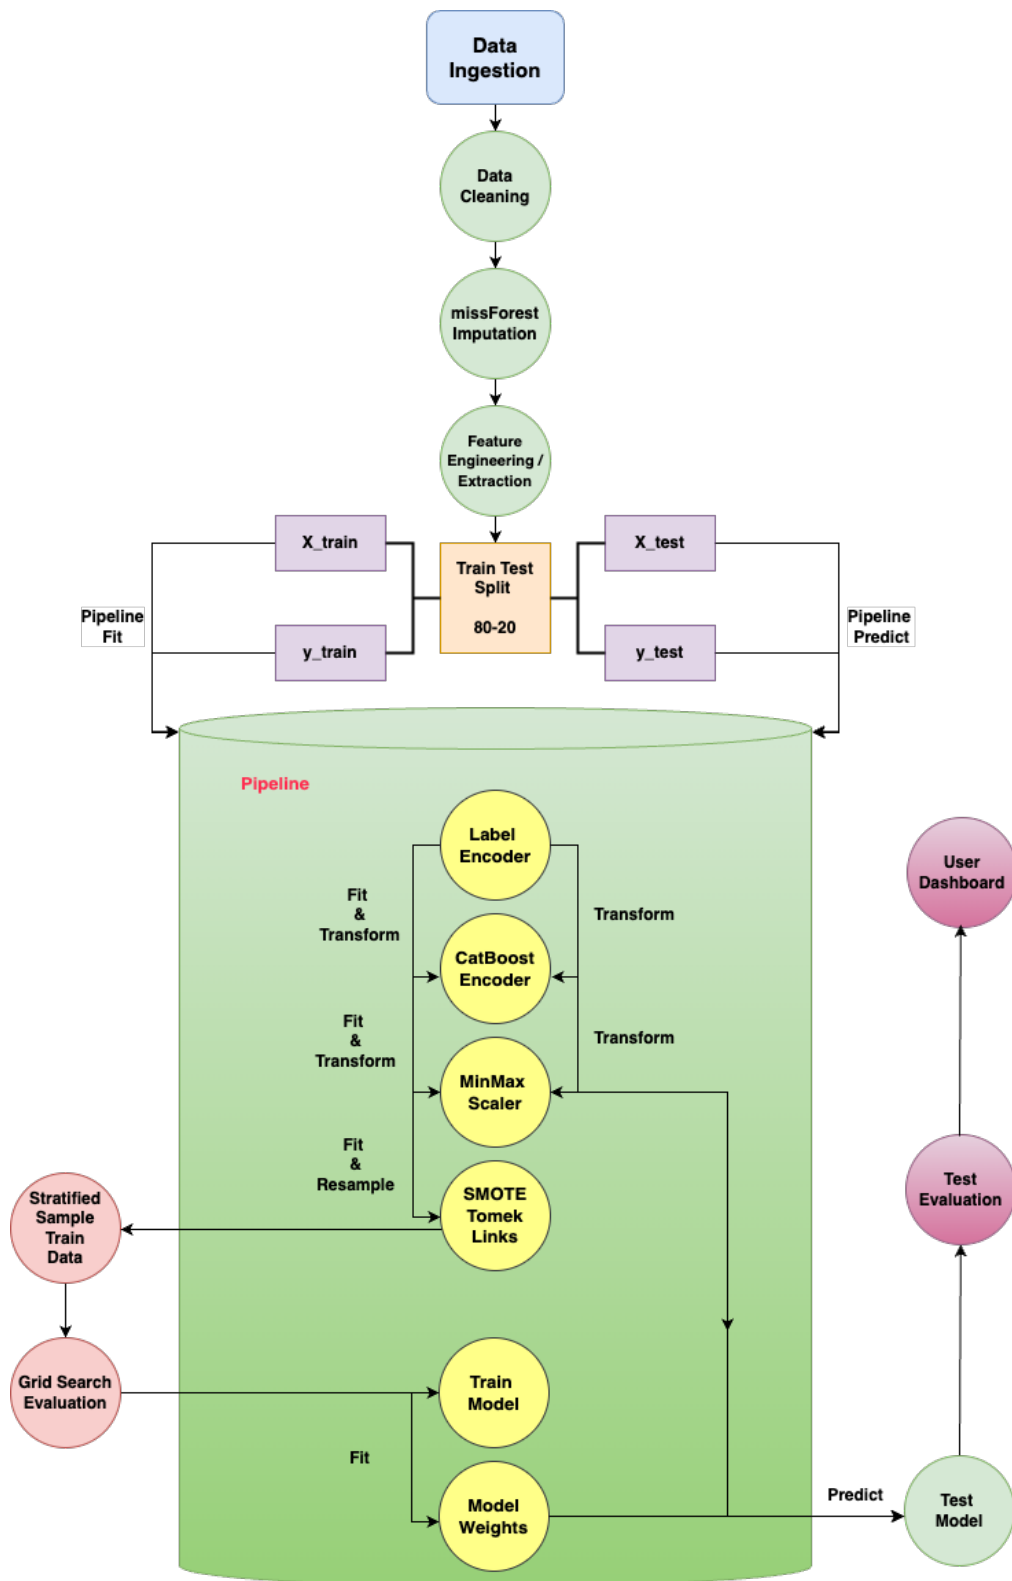 Data
Ingestion
Data
Cleaning
missForest
Imputation
Feature
Engineering /
Extraction
X_train
Train Test
Split
80-20
X_test
Pipeline
Fit
y_train
y_test
Pipeline
Predict
Pipeline
Label
Encoder
Fit
&
Transform
Transform
CatBoost
Encoder
Fit
&
Transform
Transform
MinMax
Scaler
Fit
&
Resample
SMOTE
Tomek
Links
User
Dashboard
Test
Evaluation
Stratified
Sample
Train
Data
Grid Search
Evaluation
Train
Model
Fit
Model
Weights
Predict
Test
Model